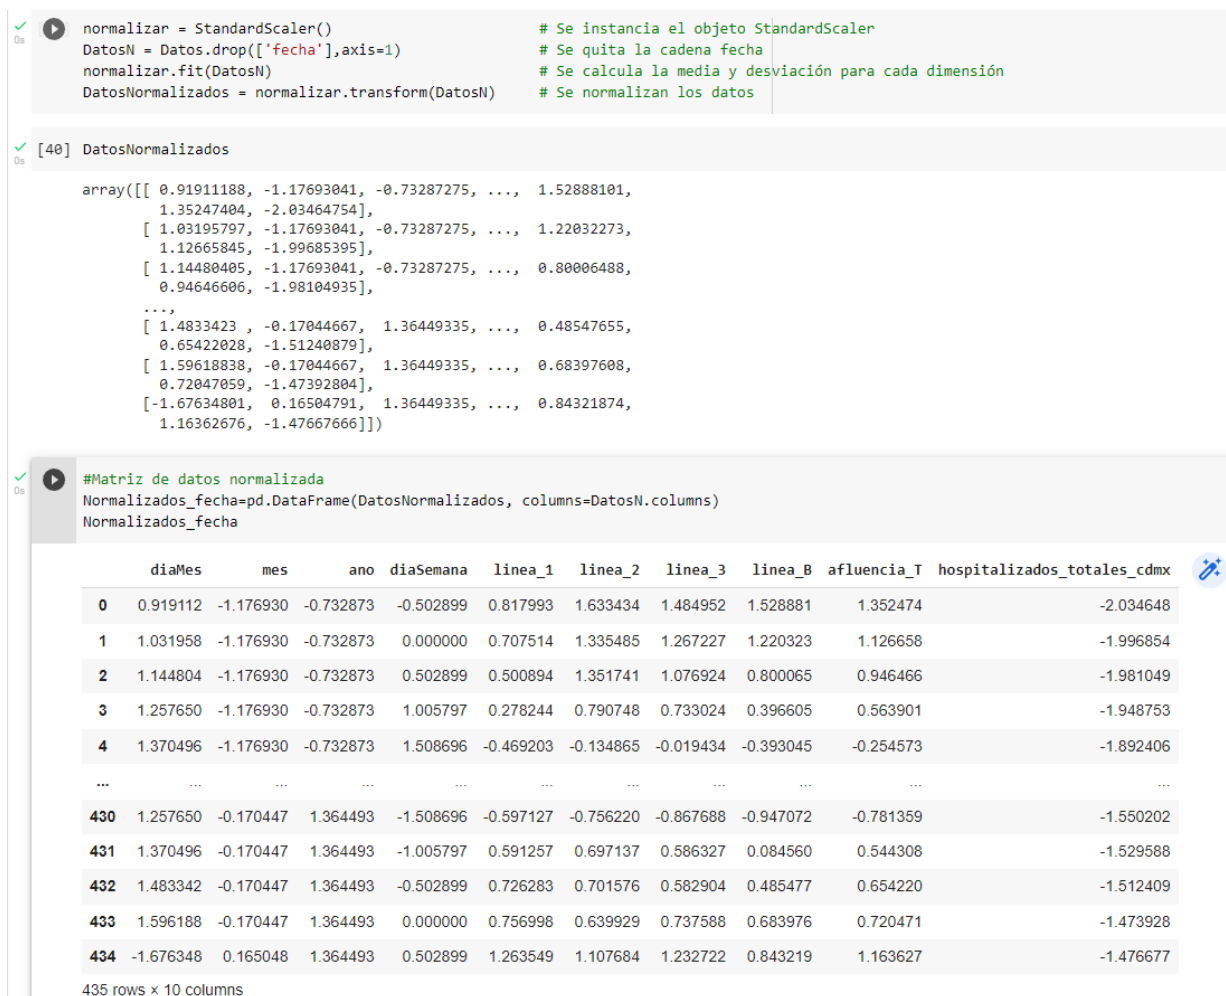 normalizar = StandardScaler() # Se instancia el objeto StandardScaler
0s
DatosN = Datos.drop(['fecha'],axis=1) # Se quita la cadena fecha
normalizar.fit(DatosN) # Se calcula la media y desviación para cada dimensión
DatosNormalizados = normalizar.transform(DatosN) # Se normalizan los datos
[40] DatosNormalizados
0s
array([[ 0.91911188, -1.17693041, -0.73287275, ..., 1.52888101,
1.35247404, -2.03464754],
[ 1.03195797, -1.17693041, -0.73287275, ..., 1.22032273,
1.12665845, -1.99685395],
[ 1.14480405, -1.17693041, -0.73287275, ..., 0.80006488,
0.94646606, -1.98104935],
...,
[ 1.4833423 , -0.17044667, 1.36449335, ..., 0.48547655,
0.65422028, -1.51240879],
[ 1.59618838, -0.17044667, 1.36449335, ..., 0.68397608,
0.72047059, -1.47392804],
[-1.67634801, 0.16504791, 1.36449335, ..., 0.84321874,
1.16362676, -1.47667666]])
#Matriz de datos normalizada
0s
Normalizados_fecha=pd.DataFrame(DatosNormalizados, columns=DatosN.columns)
Normalizados_fecha
diaMes mes ano diaSemana linea_1 linea_2 linea_3 linea_B afluencia_T hospitalizados_totales_cdmx
0 0.919112 -1.176930 -0.732873 -0.502899 0.817993 1.633434 1.484952 1.528881 1.352474 -2.034648
1 1.031958 -1.176930 -0.732873 0.000000 0.707514 1.335485 1.267227 1.220323 1.126658 -1.996854
2 1.144804 -1.176930 -0.732873 0.502899 0.500894 1.351741 1.076924 0.800065 0.946466 -1.981049
3 1.257650 -1.176930 -0.732873 1.005797 0.278244 0.790748 0.733024 0.396605 0.563901 -1.948753
4 1.370496 -1.176930 -0.732873 1.508696 -0.469203 -0.134865 -0.019434 -0.393045 -0.254573 -1.892406
... ... ... ... ... ... ... ... ... ... ...
430 1.257650 -0.170447 1.364493 -1.508696 -0.597127 -0.756220 -0.867688 -0.947072 -0.781359 -1.550202
431 1.370496 -0.170447 1.364493 -1.005797 0.591257 0.697137 0.586327 0.084560 0.544308 -1.529588
432 1.483342 -0.170447 1.364493 -0.502899 0.726283 0.701576 0.582904 0.485477 0.654220 -1.512409
433 1.596188 -0.170447 1.364493 0.000000 0.756998 0.639929 0.737588 0.683976 0.720471 -1.473928
434 -1.676348 0.165048 1.364493 0.502899 1.263549 1.107684 1.232722 0.843219 1.163627 -1.476677
435 rows × 10 columns